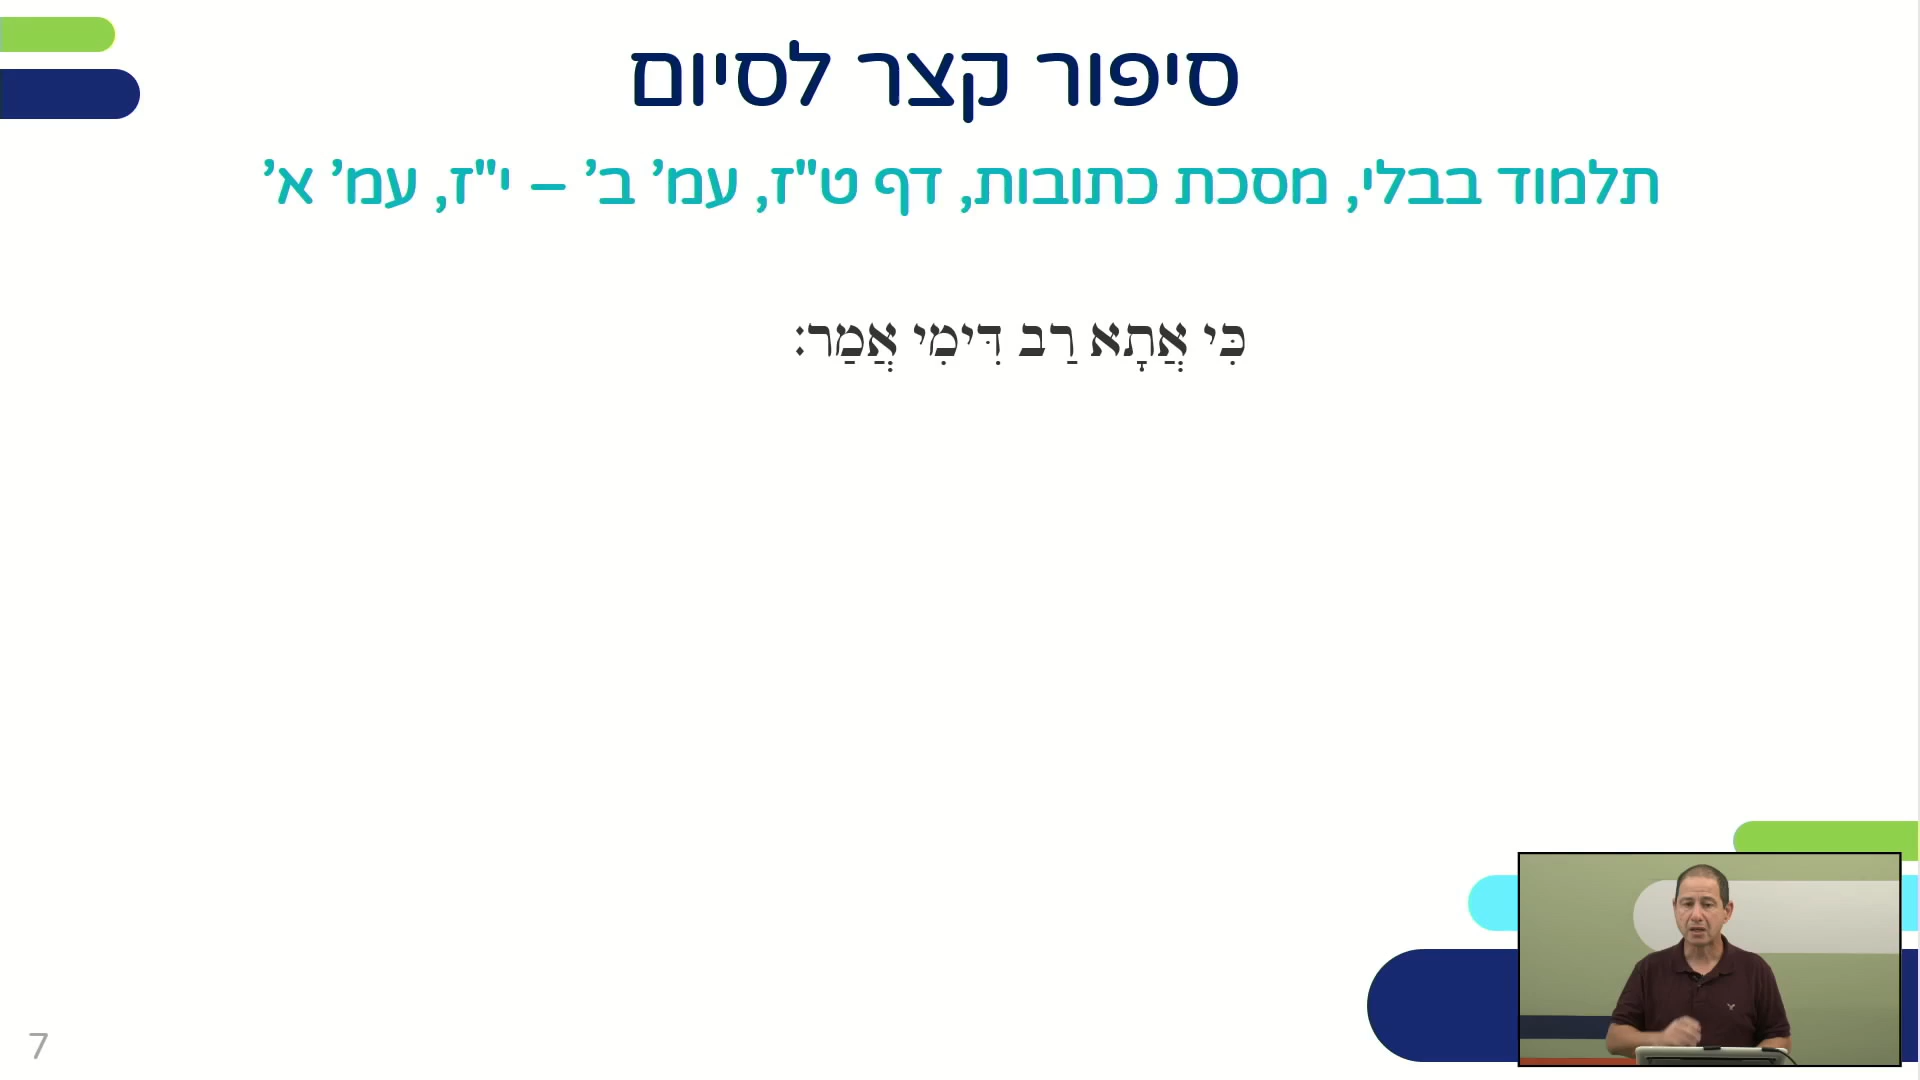 סיפור קצר לסיום
תלמוד בבלי, מסכת כתובות, דף ט"ז, עמ' ב' – י"ז, עמ' א'
כִּי אֲתָא רַב דִּימִי אֲמַר:
7